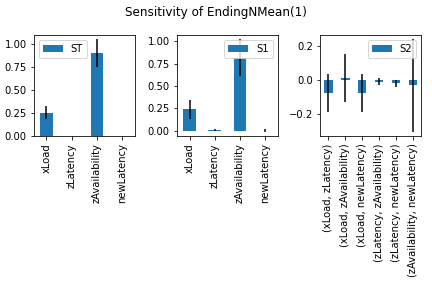 Sensitivity of EndingNMean(1)
ST
1.00
0.75
0.50
0.25
0.00
xLoad
zLatency
zAvailability
newLatency
S1
1.00
0.75
0.50
0.25
0.00
xLoad
zLatency
zAvailability
newLatency
S2
0.2
0.0
−0.2
(xLoad, zLatency)
(xLoad, zAvailability)
(xLoad, newLatency)
(zLatency, zAvailability)
(zLatency, newLatency)
(zAvailability, newLatency)